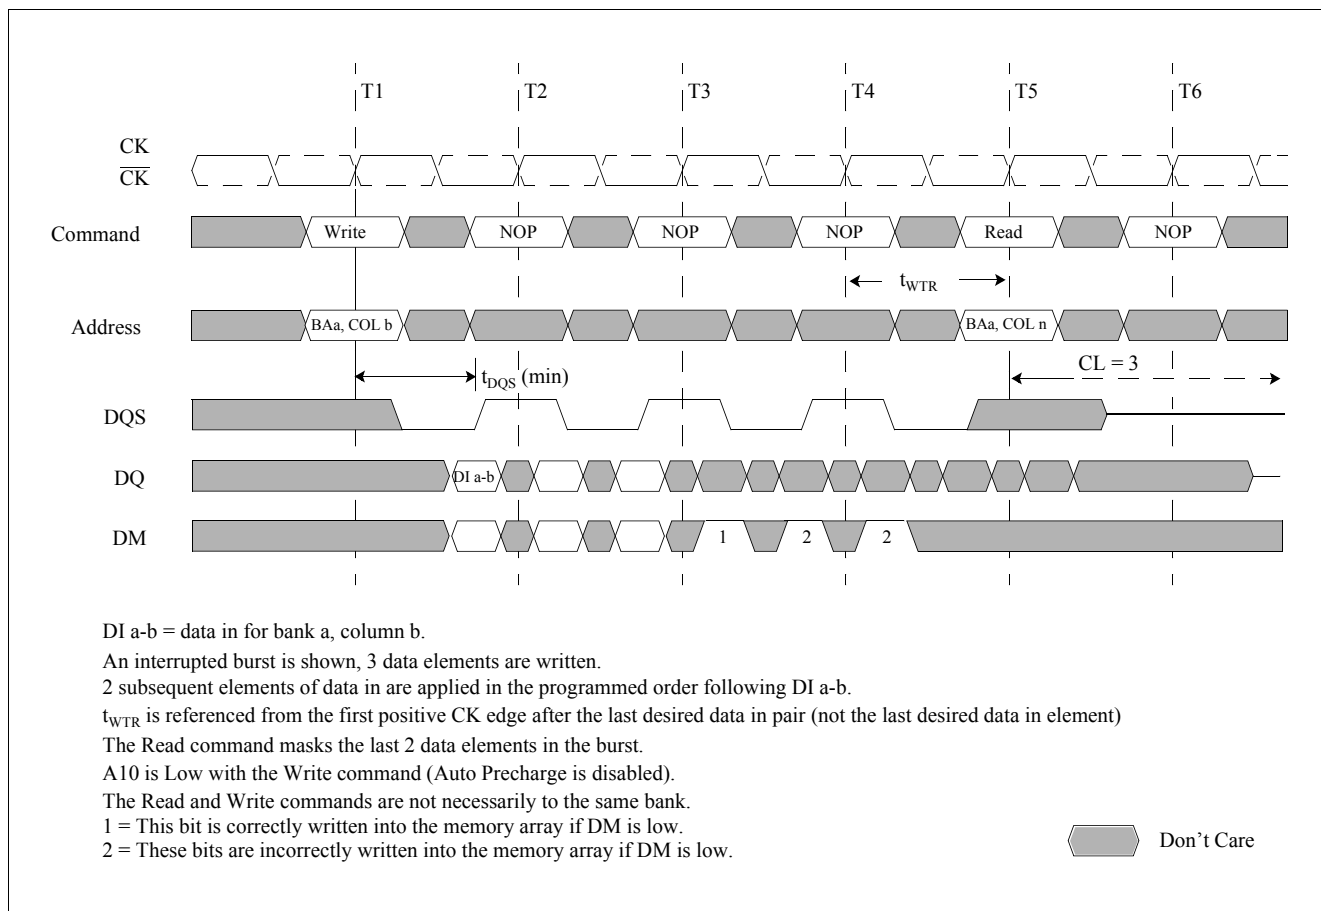 T1 T2 T3 T4 T5 T6
CK
CK
Command Write NOP NOP NOP Read NOP
tWTR
Address BAa, COL b BAa, COL n
tDQS (min) CL = 3
DQS
DQ DI a-b
DM 1 2 2
DI a-b = data in for bank a, column b.
An interrupted burst is shown, 3 data elements are written.
2 subsequent elements of data in are applied in the programmed order following DI a-b.
tWTR is referenced from the first positive CK edge after the last desired data in pair (not the last desired data in element)
The Read command masks the last 2 data elements in the burst.
A10 is Low with the Write command (Auto Precharge is disabled).
The Read and Write commands are not necessarily to the same bank.
1 = This bit is correctly written into the memory array if DM is low.
2 = These bits are incorrectly written into the memory array if DM is low.
Don't Care